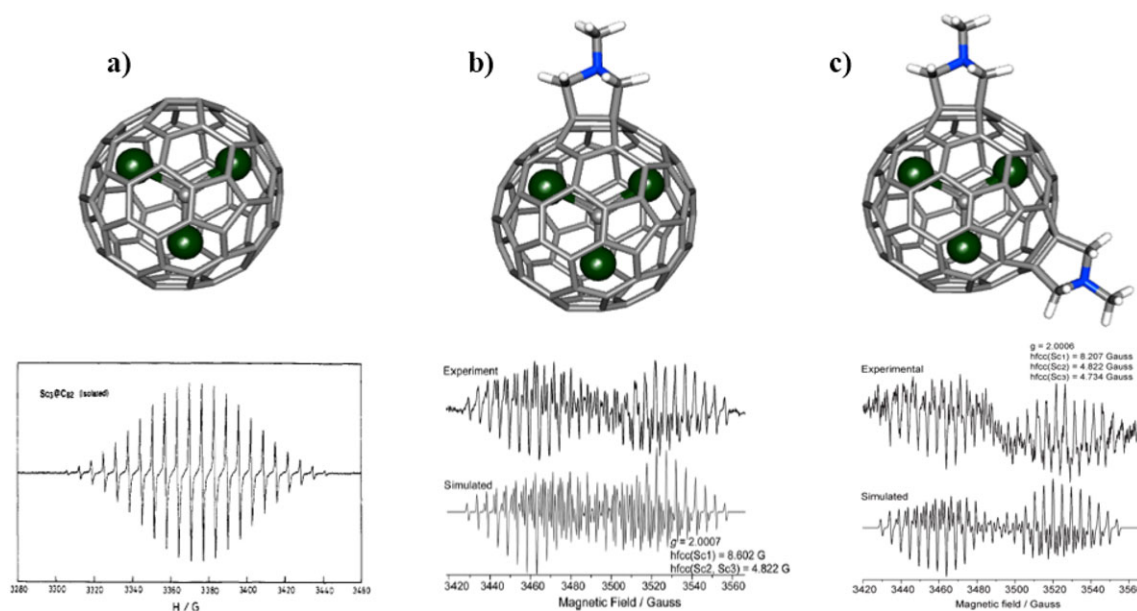 a)
b)
c)
Sc3@C82 (isolated)
3280 3300 3320 3340 3360 3380 3400 3420 3440 3460
H / G
Experiment
Simulated
g = 2.0007
hfcc(Sc1) = 8.602 G
hfcc(Sc2, Sc3) = 4.822 G
3420 3440 3460 3480 3500 3520 3540 3560
Magnetic Field / Gauss
g = 2.0006
hfcc(Sc1) = 8.207 Gauss
hfcc(Sc2) = 4.822 Gauss
hfcc(Sc3) = 4.734 Gauss
Experimental
Simulated
3420 3440 3460 3480 3500 3520 3540 3560
Magnetic field / Gauss